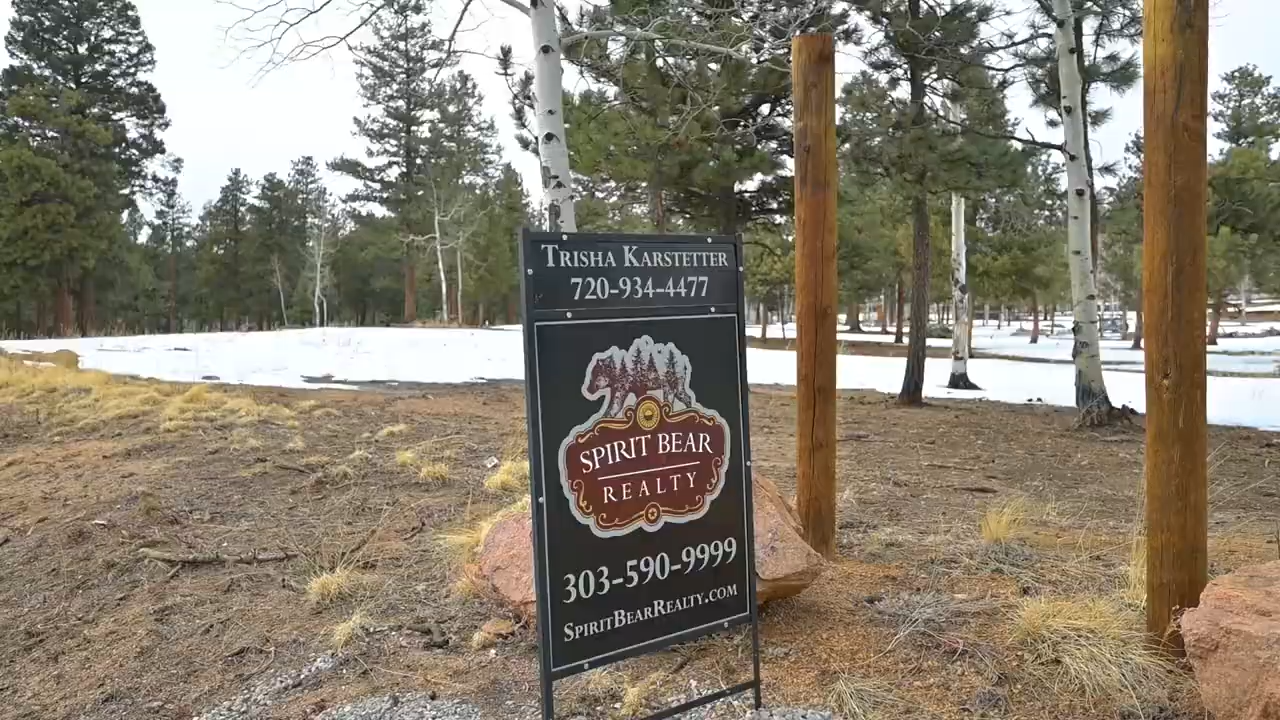 Trisha Karstetter
720-934-4477
SPIRIT BEAR
REALTY
303-590-9999
SpiritBearRealty.com